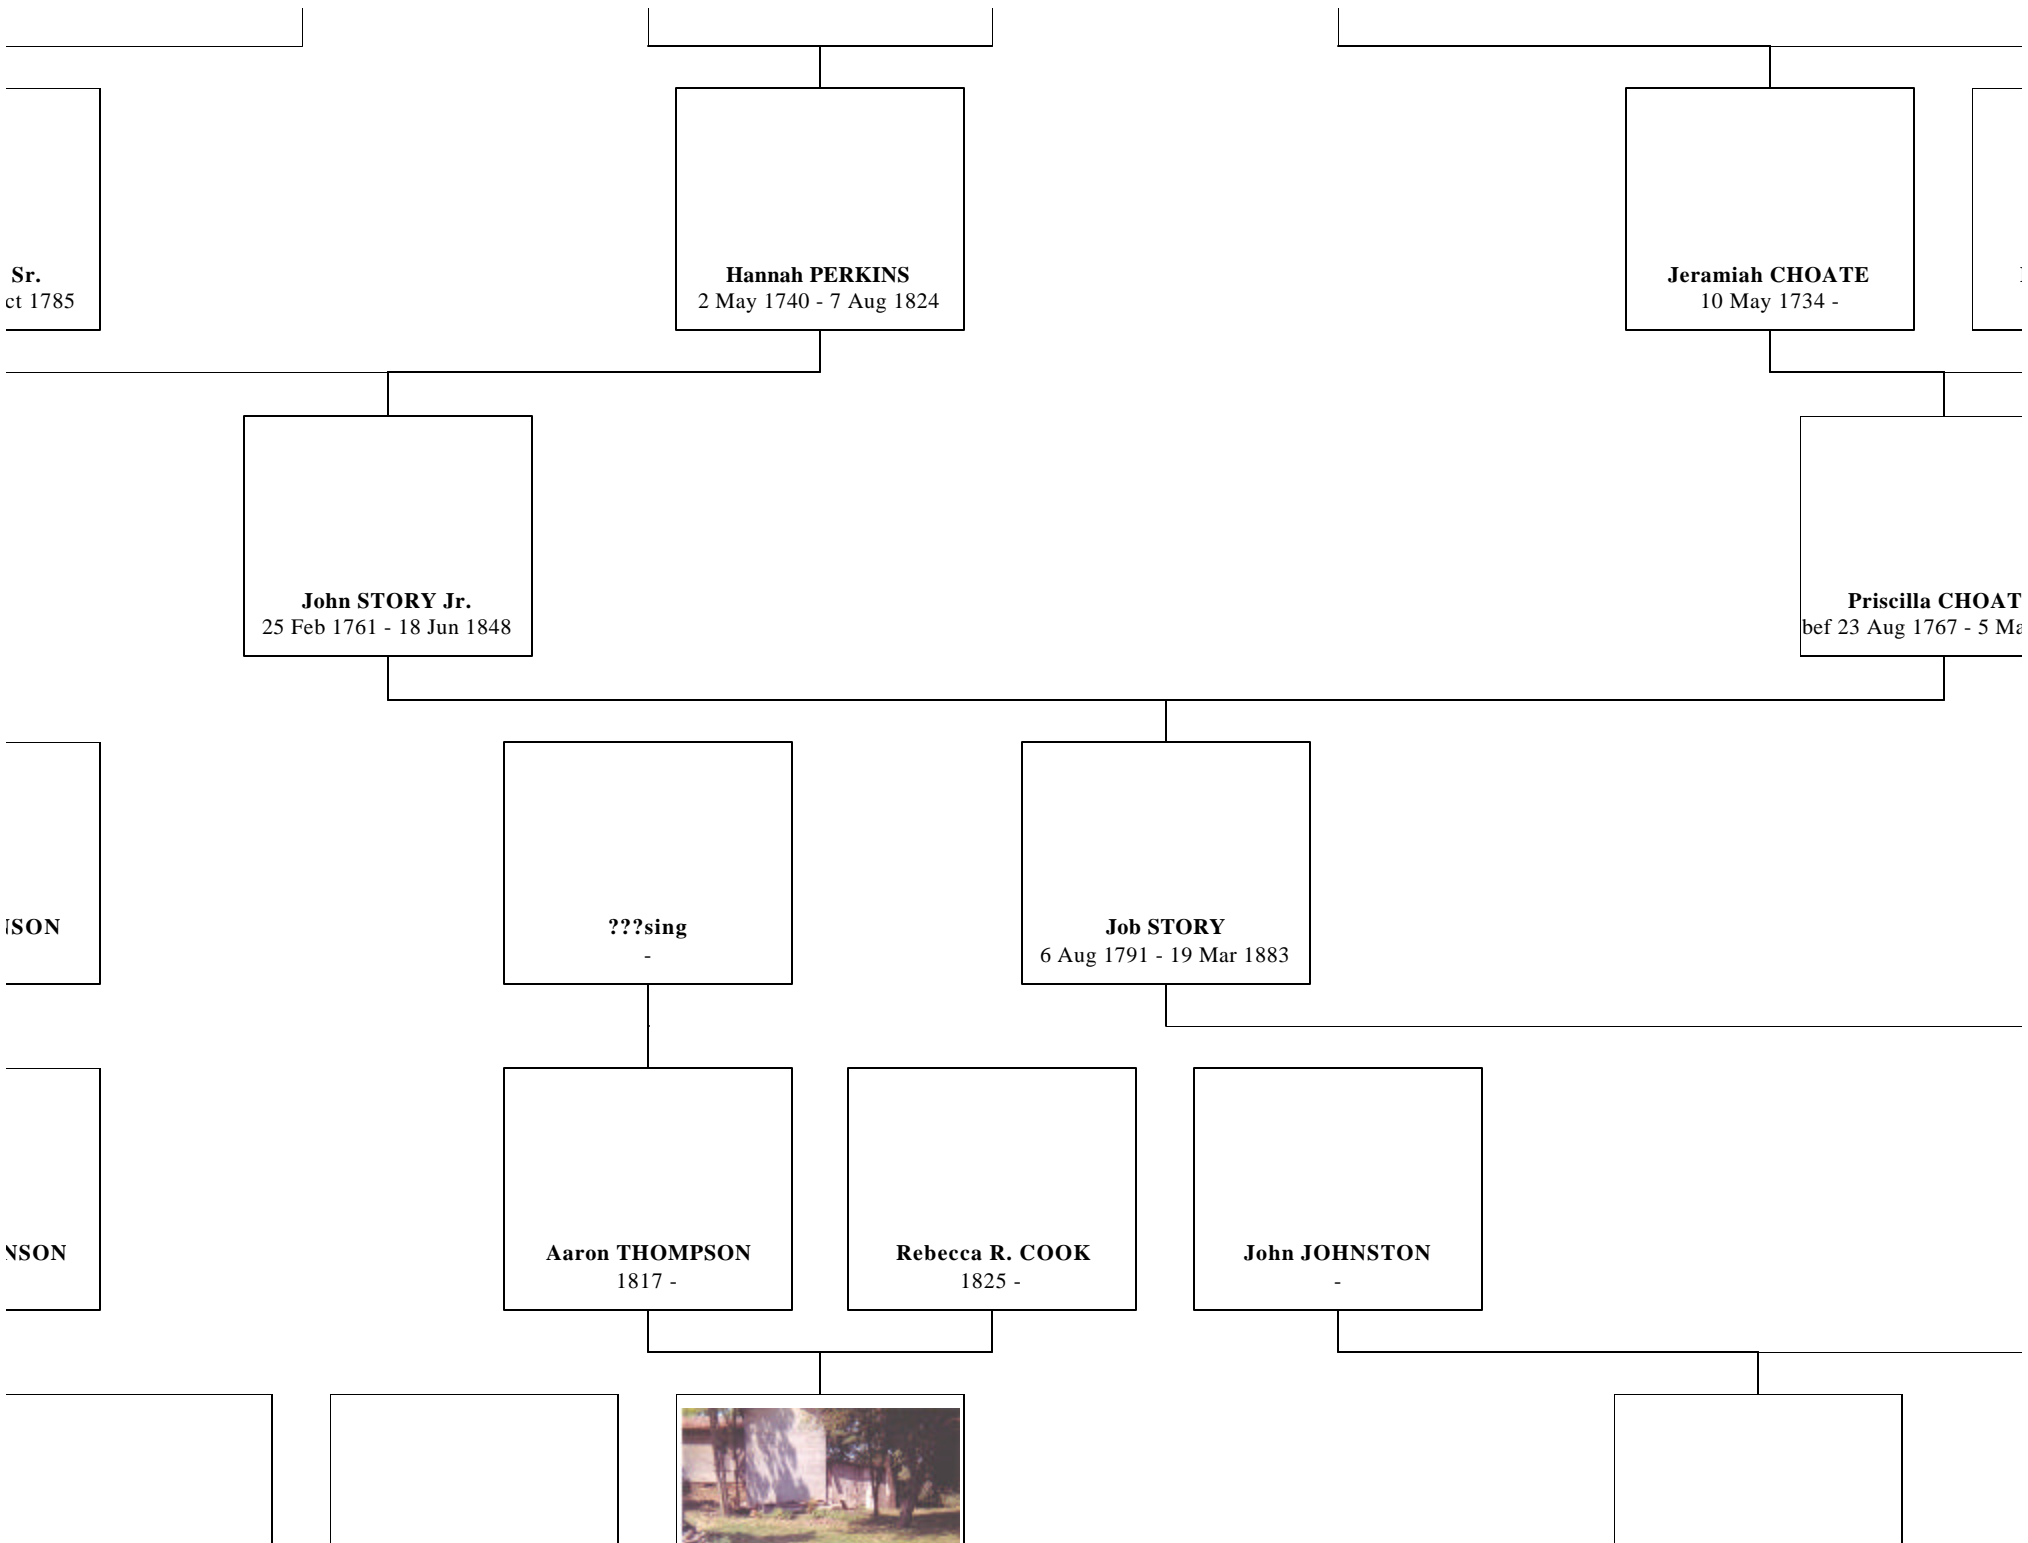 Sr.
ct 1785
Hannah PERKINS
2 May 1740 - 7 Aug 1824
Jeramiah CHOATE
10 May 1734 -
John STORY Jr.
25 Feb 1761 - 18 Jun 1848
Priscilla CHOAT
bef 23 Aug 1767 - 5 Ma
NSON
???sing
-
Job STORY
6 Aug 1791 - 19 Mar 1883
NSON
Aaron THOMPSON
1817 -
Rebecca R. COOK
1825 -
John JOHNSTON
-